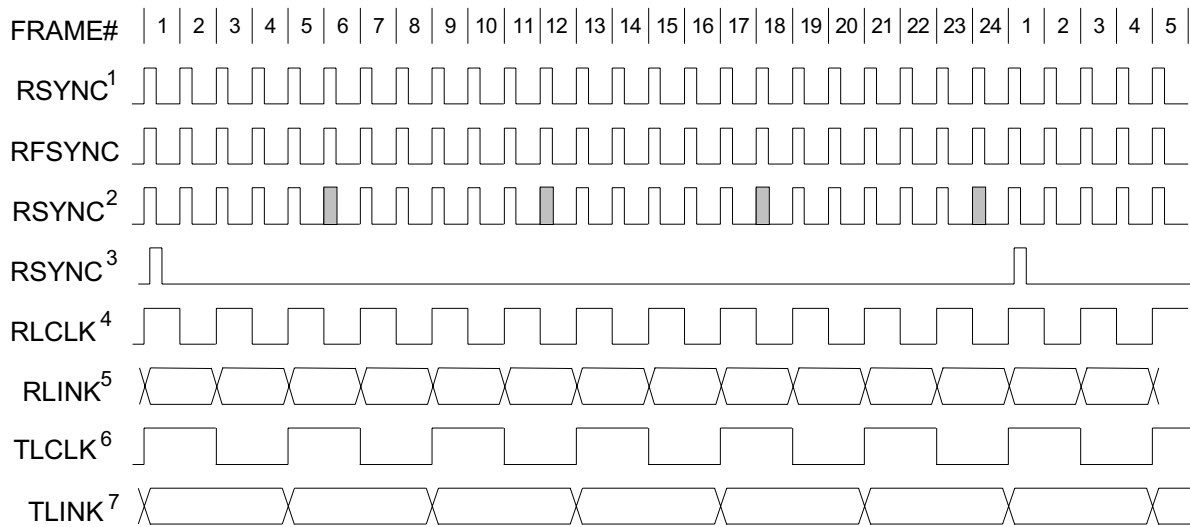 FRAME# 1 2 3 4 5 6 7 8 9 10 11 12 13 14 15 16 17 18 19 20 21 22 23 24 1 2 3 4 5
RSYNC1
RFSYNC
RSYNC2
RSYNC3
RLCLK4
RLINK5
TLCLK6
TLINK7